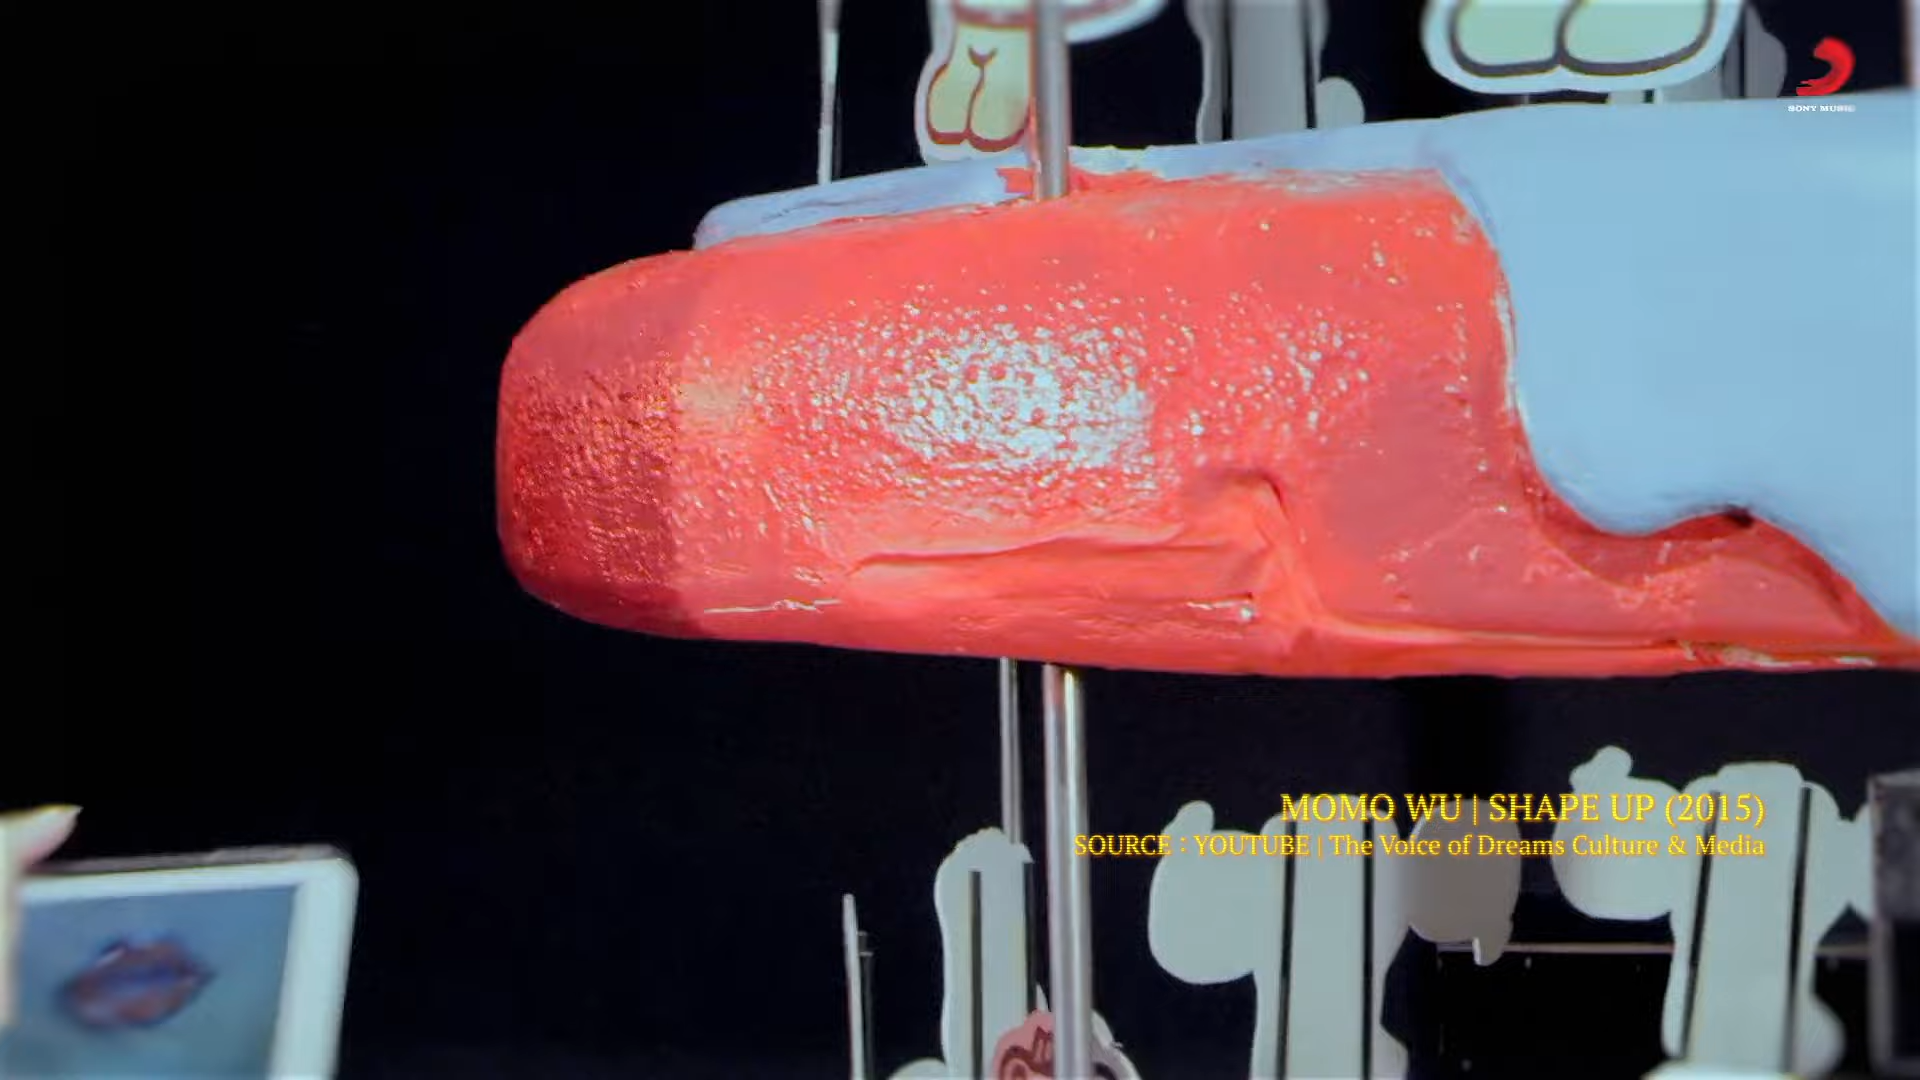 SONY MUSIC
MOMO WU | SHAPE UP (2015)
SOURCE : YOUTUBE | The Voice of Dreams Culture & Media